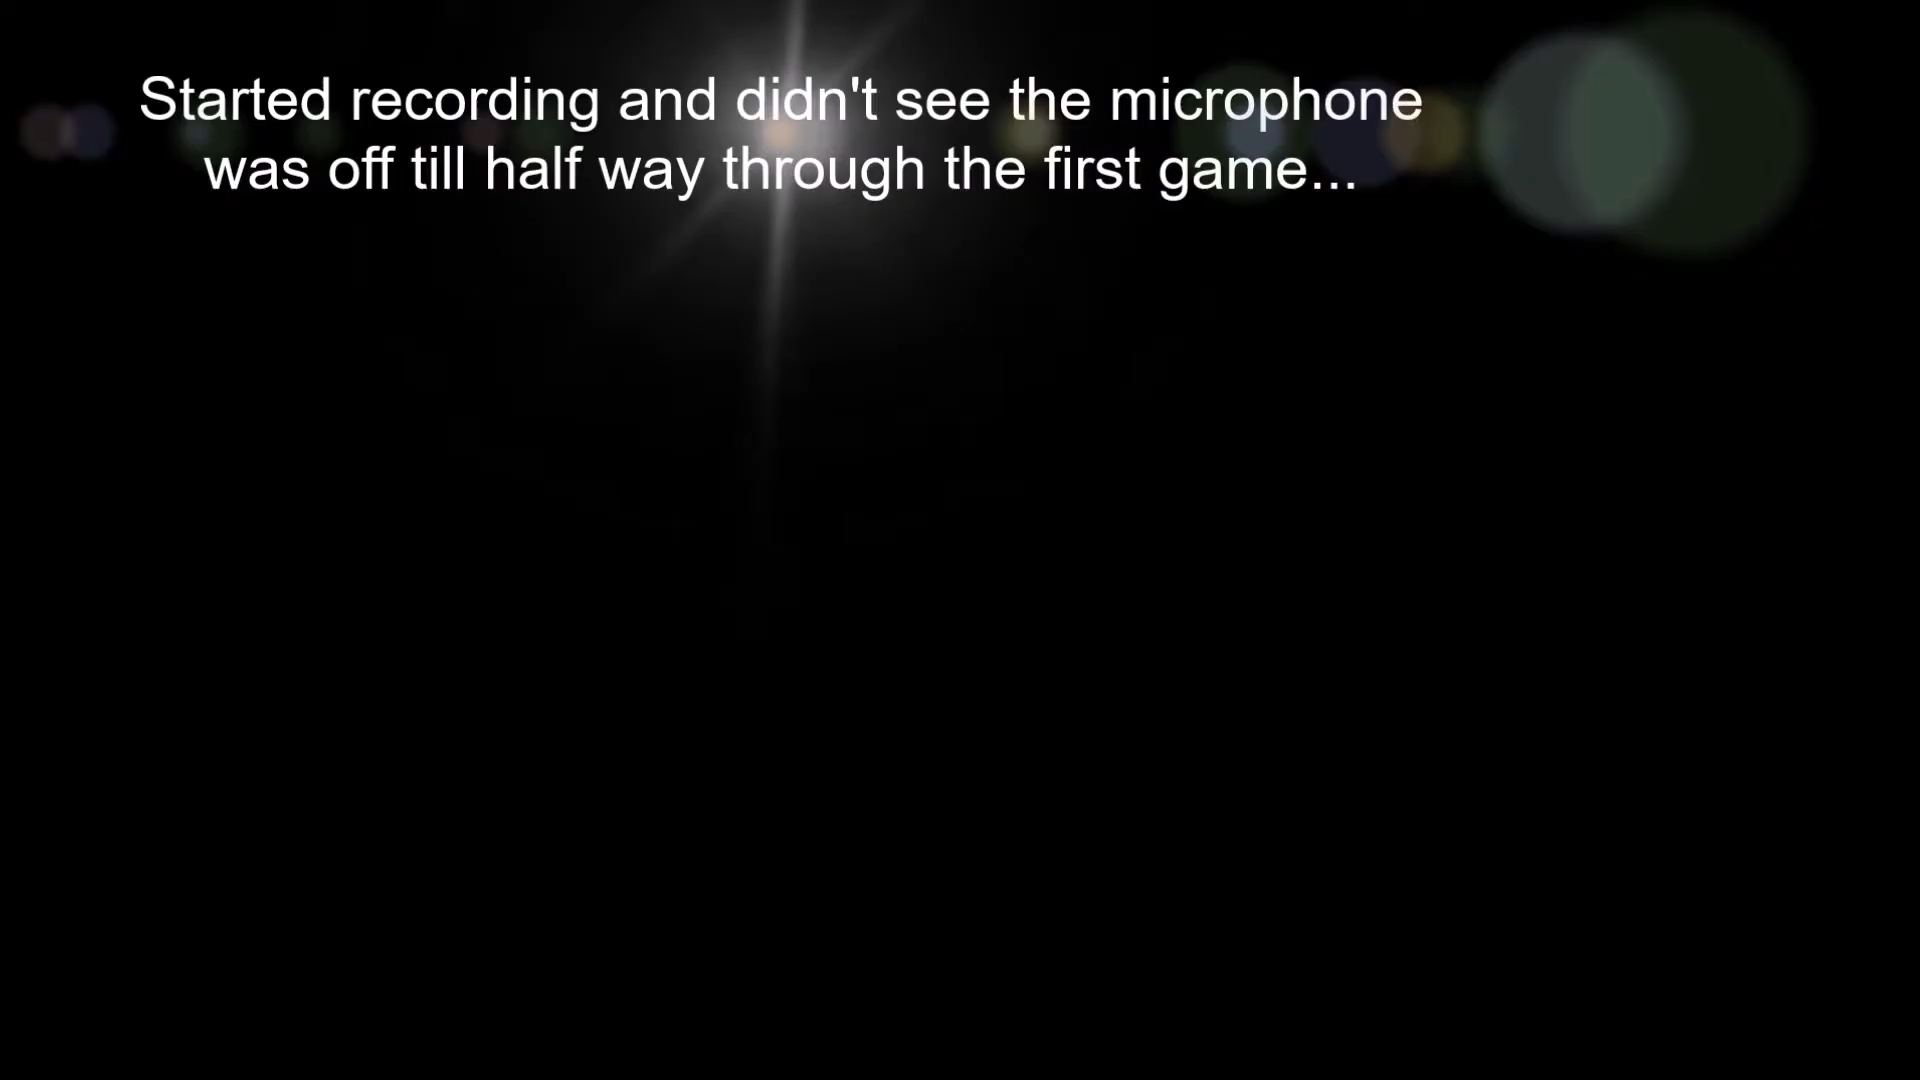 Started recording and didn't see the microphone
was off till half way through the first game...